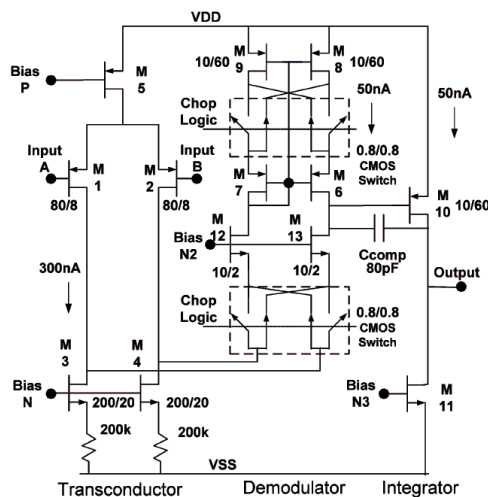 VDD
Bias
P
M
5
M
9
10/60
M
8
10/60
50nA
50nA
Chop
Logic
0.8/0.8
CMOS
Switch
Input
A
M
1
80/8
M
2
Input
B
80/8
M
7
M
6
M
10
10/60
M
12
Bias
N2
M
13
10/2
10/2
Ccomp
80pF
Output
300nA
Chop
Logic
0.8/0.8
CMOS
Switch
M
3
M
4
Bias
N
200/20
200/20
Bias
N3
M
11
200k
200k
VSS
Transconductor
Demodulator
Integrator